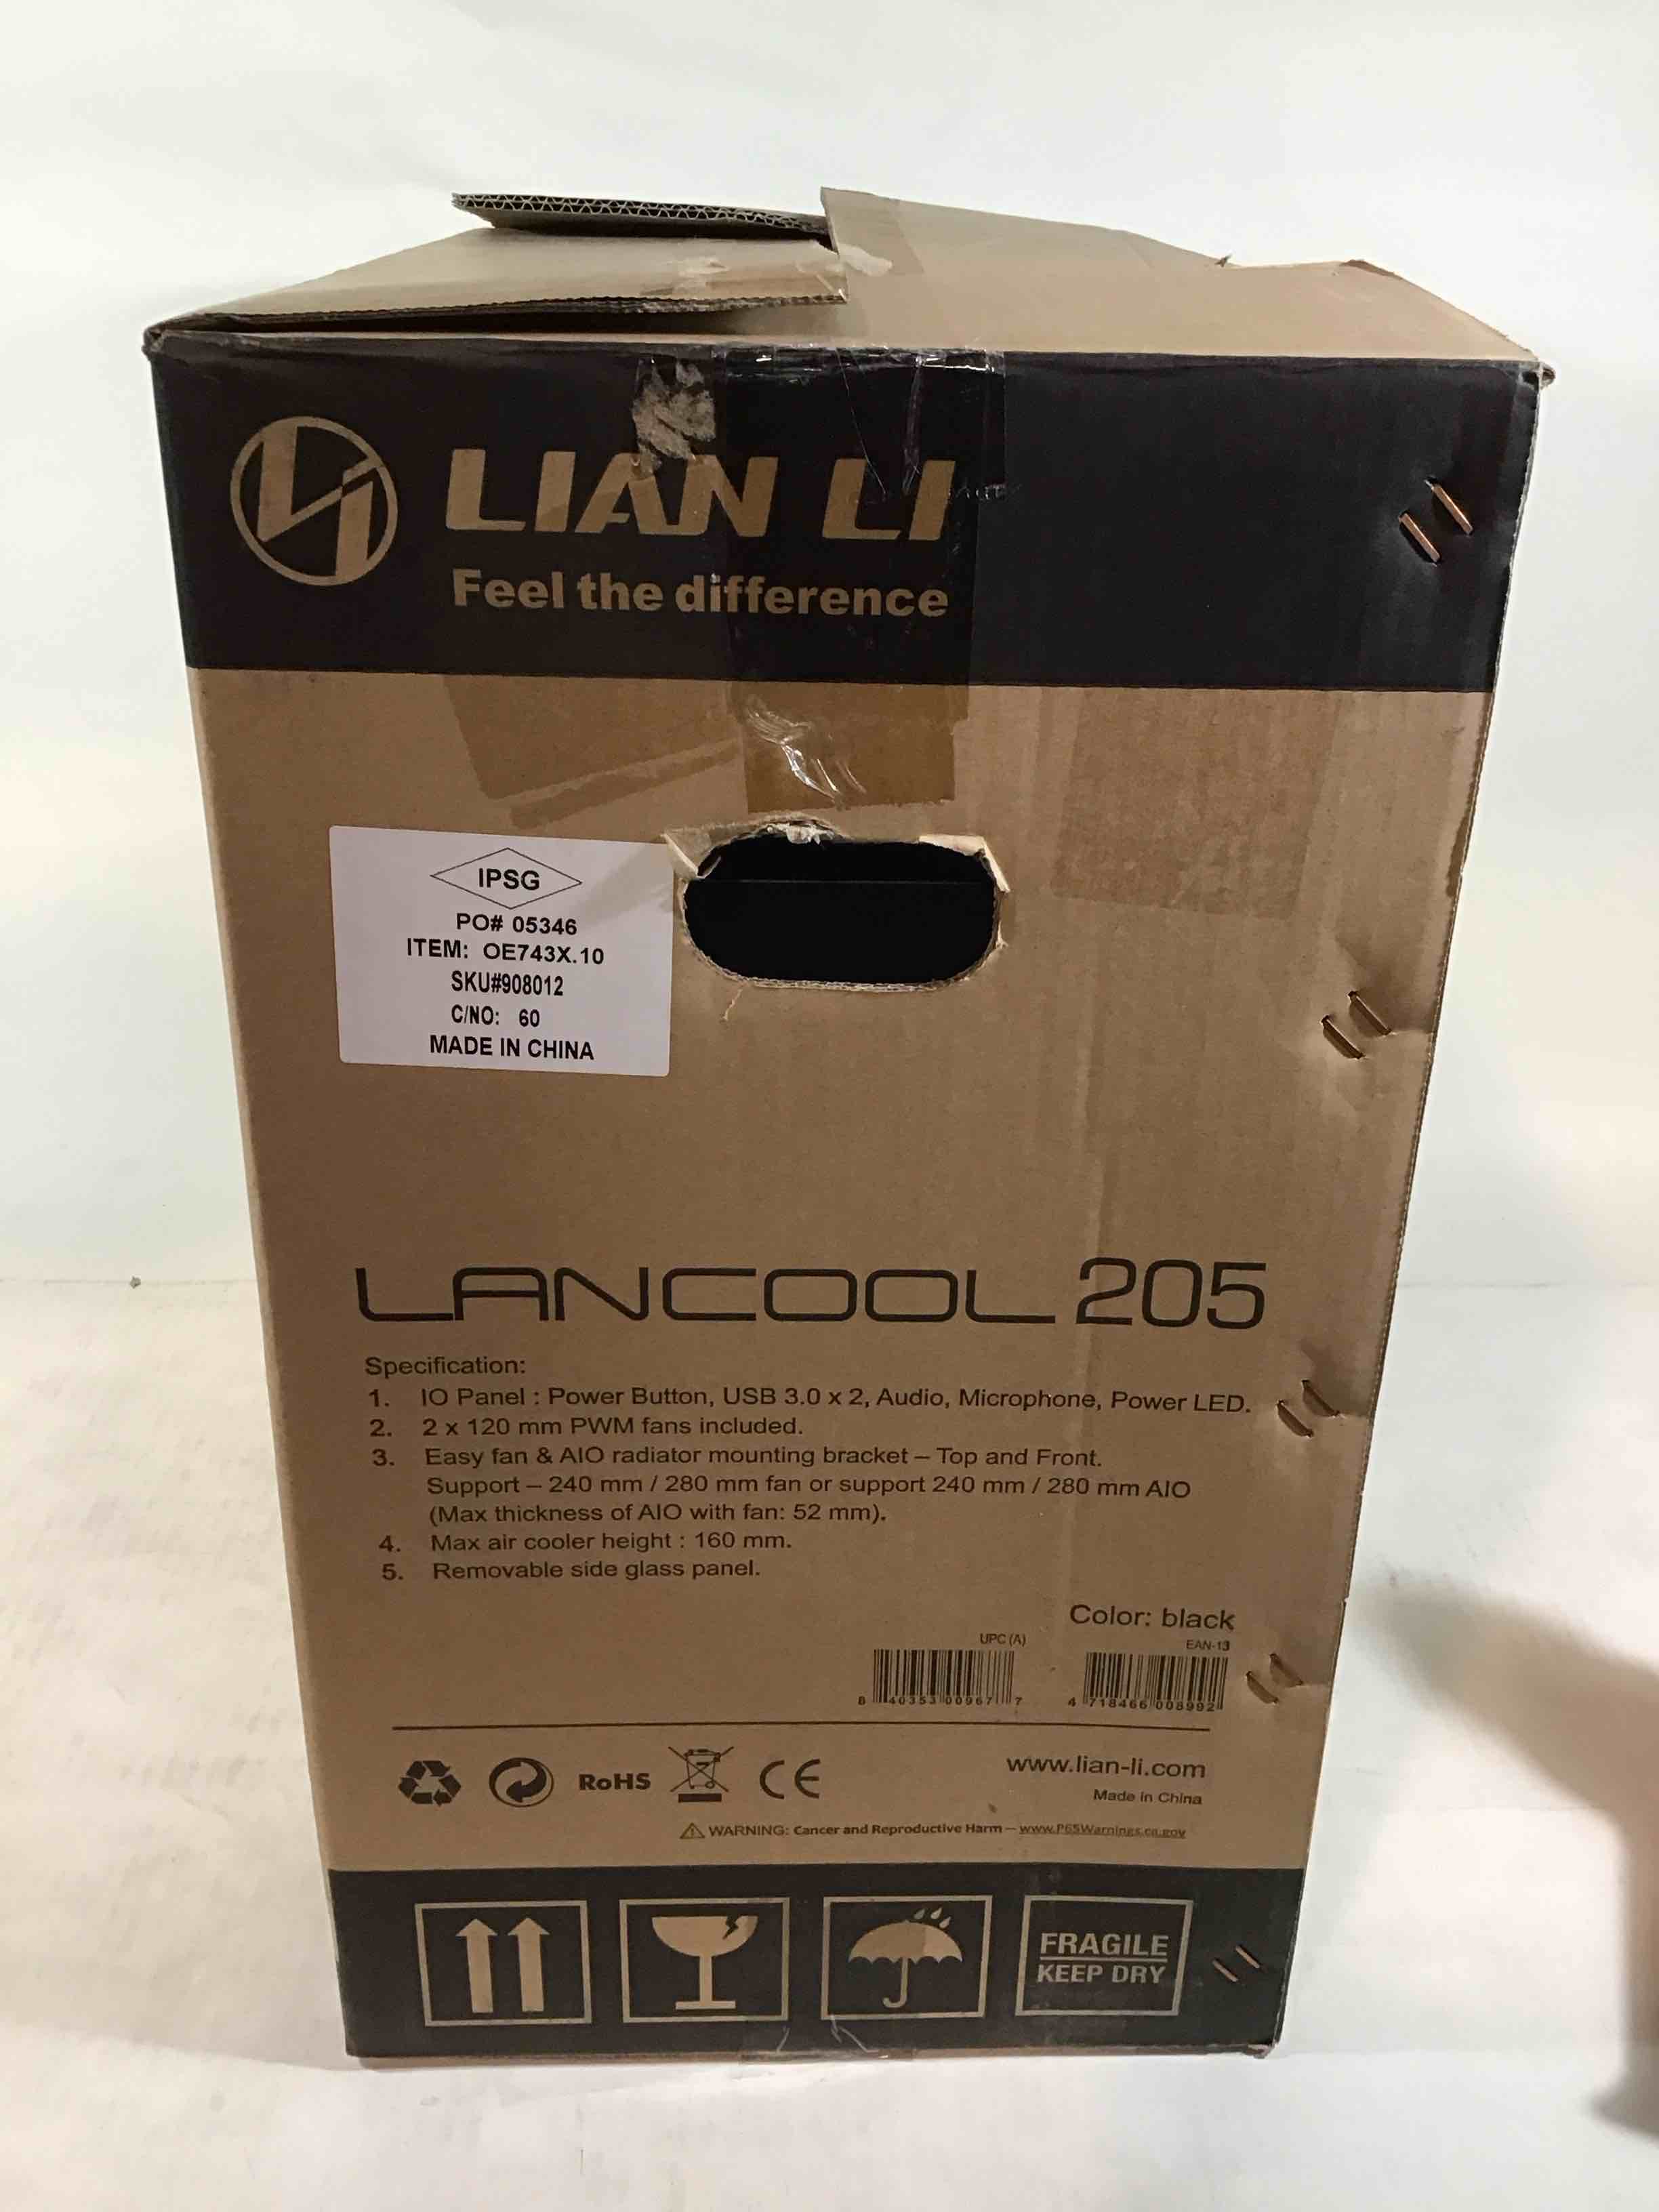 LIAN LI
Feel the difference
IPSG
PO# 05346
ITEM: OE743X.10
SKU#908012
C/NO: 60
MADE IN CHINA
LANCOOL 205
Specification:
1. IO Panel : Power Button, USB 3.0 x 2, Audio, Microphone, Power LED.
2. 2 x 120 mm PWM fans included.
3. Easy fan & AIO radiator mounting bracket – Top and Front.
Support – 240 mm / 280 mm fan or support 240 mm / 280 mm AIO
(Max thickness of AIO with fan: 52 mm).
4. Max air cooler height : 160 mm.
5. Removable side glass panel.
Color: black
UPC (A) EAN-13
8 40353 00967 7 4 718466 008992
RoHS CE www.lian-li.com
Made in China
WARNING: Cancer and Reproductive Harm – www.P65Warnings.ca.gov
FRAGILE
KEEP DRY